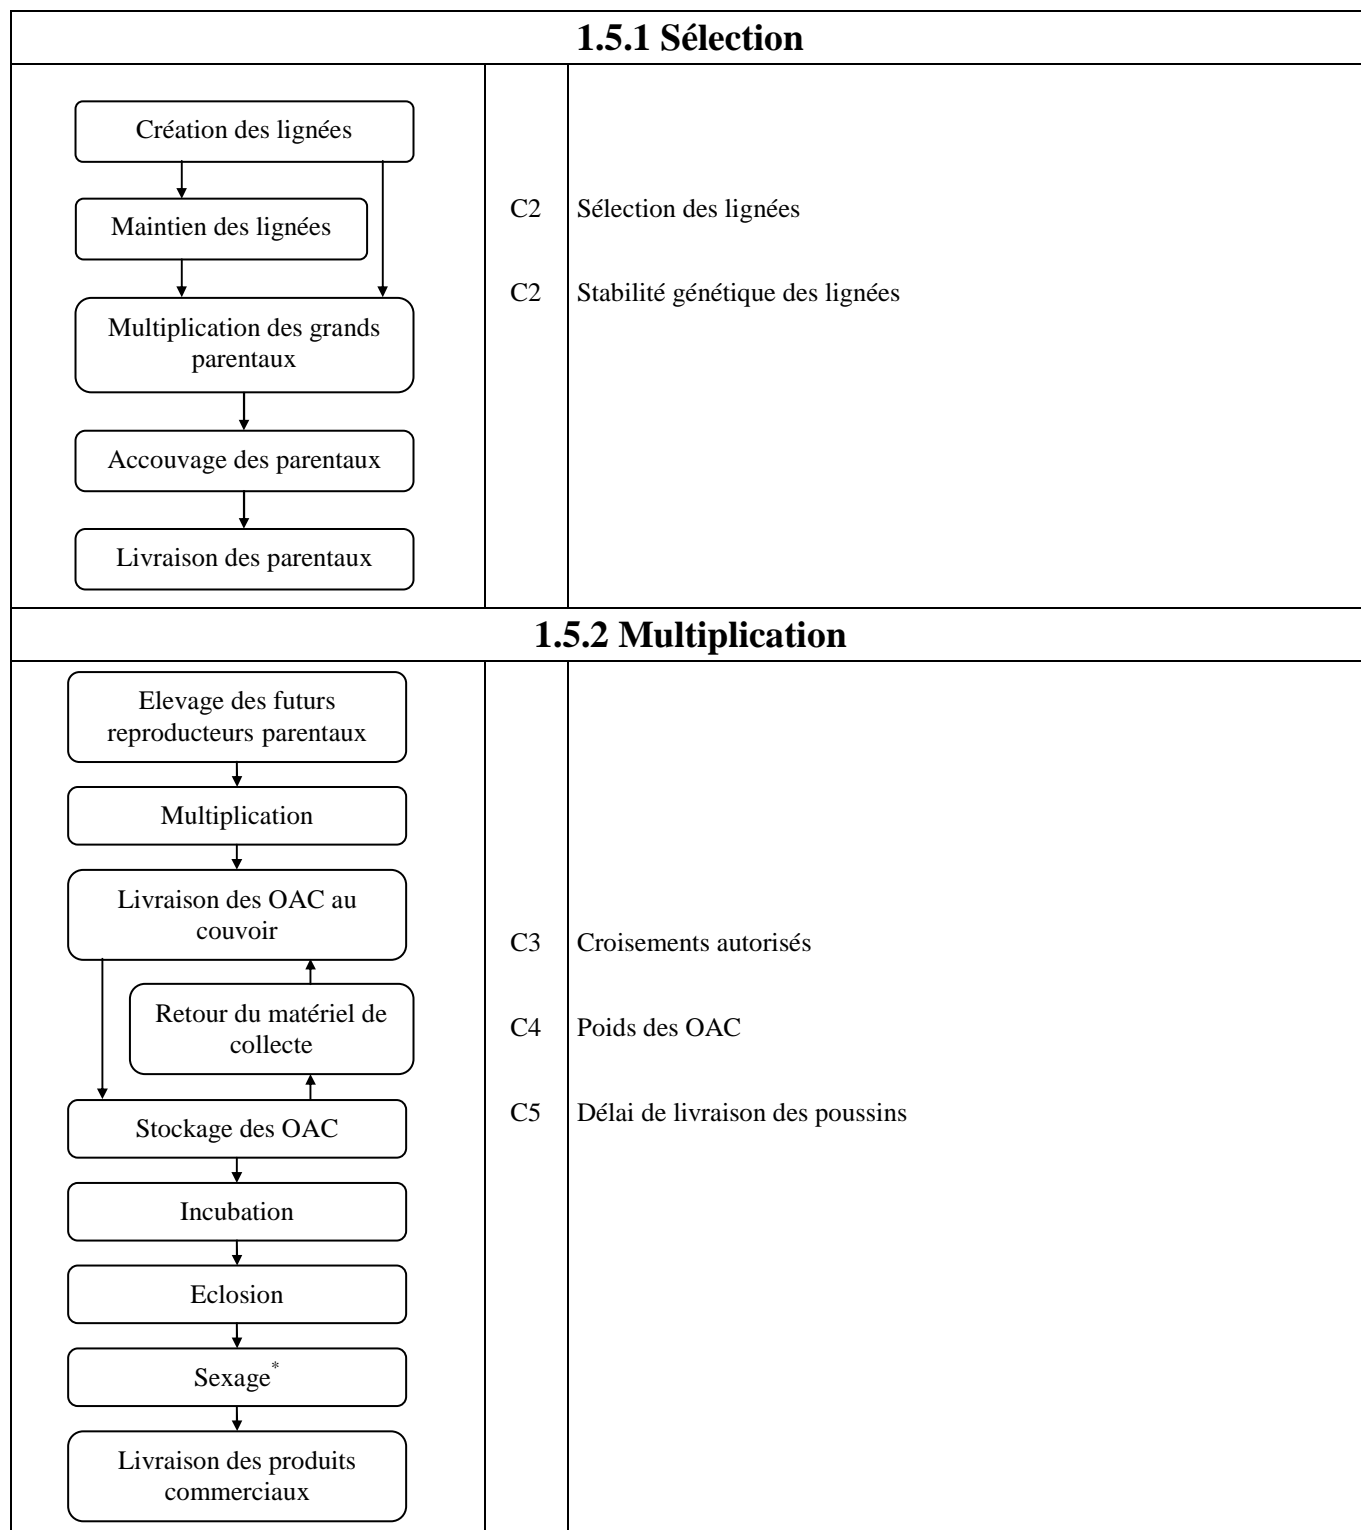 1.5.1 Sélection
Création des lignées
Maintien des lignées
Multiplication des grands
parentaux
Accouvage des parentaux
Livraison des parentaux
C2 Sélection des lignées
C2 Stabilité génétique des lignées
1.5.2 Multiplication
Elevage des futurs
reproducteurs parentaux
Multiplication
Livraison des OAC au
couvoir
Retour du matériel de
collecte
Stockage des OAC
Incubation
Eclosion
Sexage*
Livraison des produits
commerciaux
C3 Croisements autorisés
C4 Poids des OAC
C5 Délai de livraison des poussins